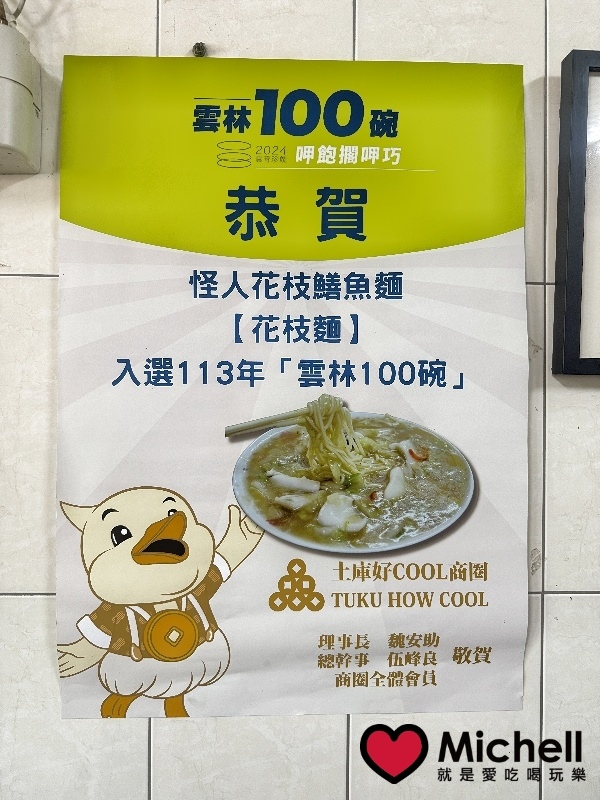 雲林100碗
2024
呷飽擱呷巧
恭賀
怪人花枝鱔魚麵
【花枝麵】
入選113年「雲林100碗」
土庫好COOL商圈
TUKU HOW COOL
理事長 魏安助
總幹事 伍峰良 敬賀
商圈全體會員
Michell
就是愛吃喝玩樂